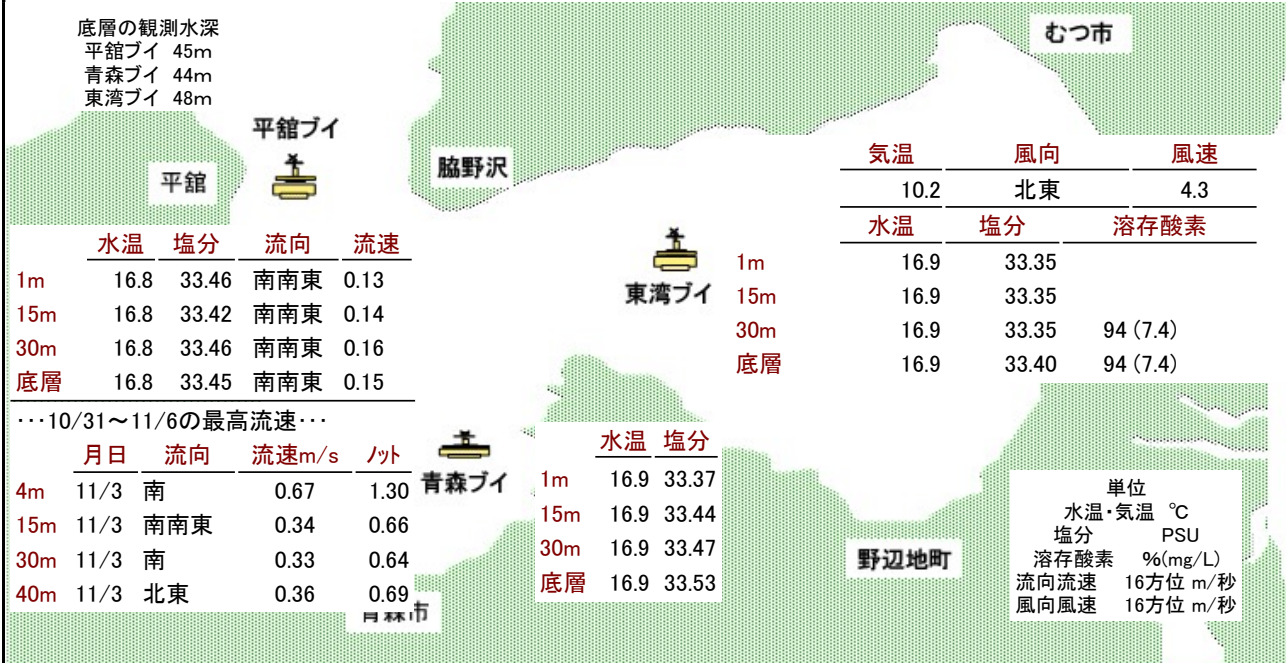 底層の観測水深
平舘ブイ 45m
青森ブイ 44m
東湾ブイ 48m
むつ市
平舘ブイ
平舘
脇野沢
気温 風向 風速
10.2 北東 4.3
水温 塩分 溶存酸素
1m 16.9 33.35
15m 16.9 33.35
30m 16.9 33.35 94 (7.4)
底層 16.9 33.40 94 (7.4)
東湾ブイ
水温 塩分 流向 流速
1m 16.8 33.46 南南東 0.13
15m 16.8 33.42 南南東 0.14
30m 16.8 33.46 南南東 0.16
底層 16.8 33.45 南南東 0.15
･･･10/31～11/6の最高流速･･･
月日 流向 流速m/s ﾉｯﾄ
4m 11/3 南 0.67 1.30
15m 11/3 南南東 0.34 0.66
30m 11/3 南 0.33 0.64
40m 11/3 北東 0.36 0.69
青森ブイ
水温 塩分
1m 16.9 33.37
15m 16.9 33.44
30m 16.9 33.47
底層 16.9 33.53
青森市
野辺地町
単位
水温・気温 ℃
塩分 PSU
溶存酸素 %(mg/L)
流向流速 16方位 m/秒
風向風速 16方位 m/秒